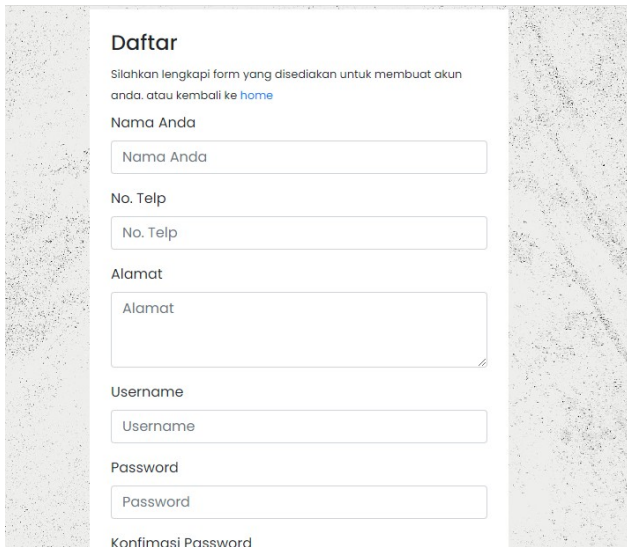 Daftar
Silahkan lengkapi form yang disediakan untuk membuat akun
anda. atau kembali ke home
Nama Anda
Nama Anda
No. Telp
No. Telp
Alamat
Alamat
Username
Username
Password
Password
Konfimasi Password